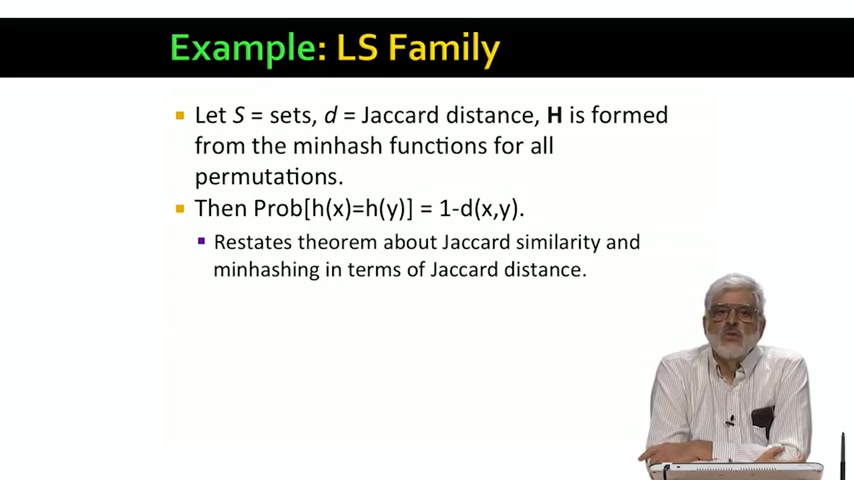 Example: LS Family
Let S = sets, d = Jaccard distance, H is formed
from the minhash functions for all
permutations.
Then Prob[h(x)=h(y)] = 1-d(x,y).
Restates theorem about Jaccard similarity and
minhashing in terms of Jaccard distance.